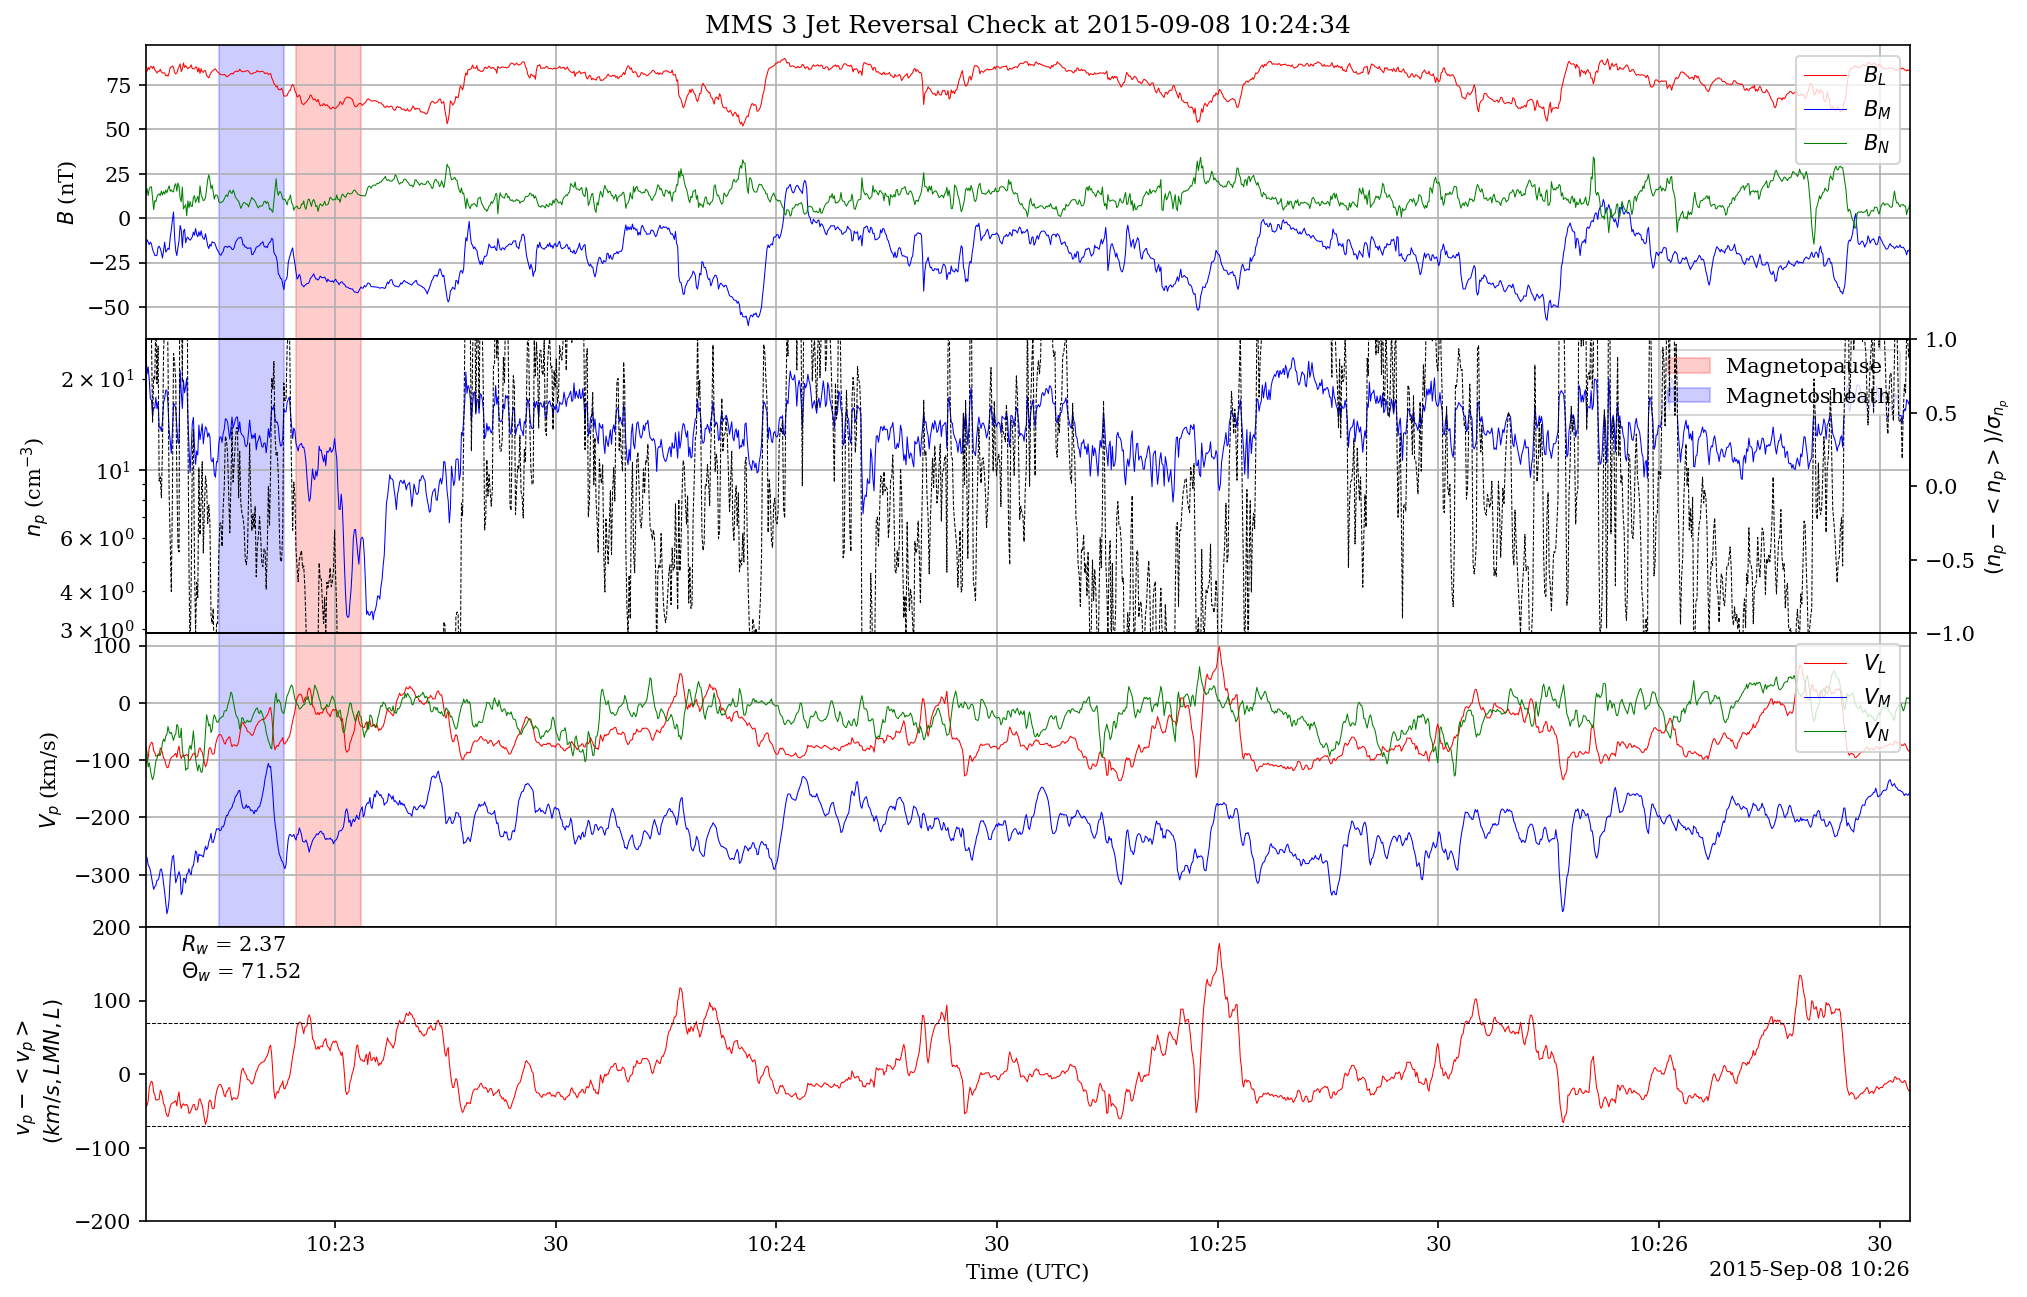 MMS 3 Jet Reversal Check at 2015-09-08 10:24:34
75
50
25
0
−25
−50
B (nT)
B_L
B_M
B_N
2 × 10^1
10^1
6 × 10^0
4 × 10^0
3 × 10^0
n_p (cm^−3)
1.0
0.5
0.0
−0.5
−1.0
(n_p − < n_p >)/σ_{n_p}
Magnetopause
Magnetosheath
100
0
−100
−200
−300
V_p (km/s)
V_L
V_M
V_N
200
100
0
−100
−200
v_p − < v_p >
(km/s, LMN, L)
R_w = 2.37
Θ_w = 71.52
10:23 30 10:24 30 10:25 30 10:26 30
Time (UTC)
2015-Sep-08 10:26